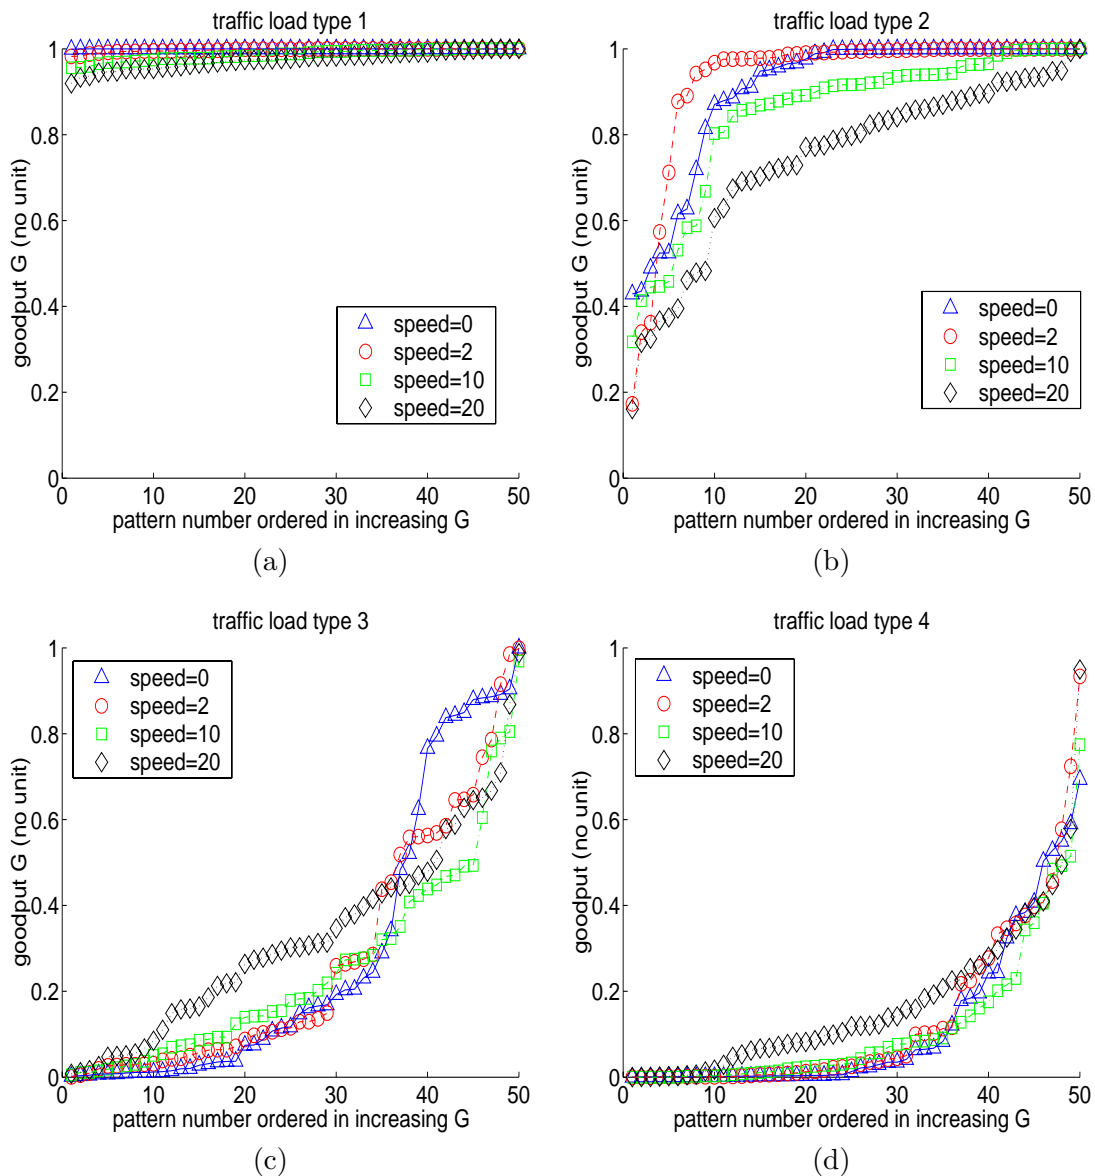 traffic load type 1
1
0.8
0.6
0.4
0.2
0
goodput G (no unit)
speed=0
speed=2
speed=10
speed=20
0 10 20 30 40 50
pattern number ordered in increasing G
(a)
traffic load type 2
1
0.8
0.6
0.4
0.2
0
goodput G (no unit)
speed=0
speed=2
speed=10
speed=20
0 10 20 30 40 50
pattern number ordered in increasing G
(b)
traffic load type 3
1
0.8
0.6
0.4
0.2
0
goodput G (no unit)
speed=0
speed=2
speed=10
speed=20
0 10 20 30 40 50
pattern number ordered in increasing G
(c)
traffic load type 4
1
0.8
0.6
0.4
0.2
0
goodput (no unit)
speed=0
speed=2
speed=10
speed=20
0 10 20 30 40 50
pattern number ordered in increasing G
(d)